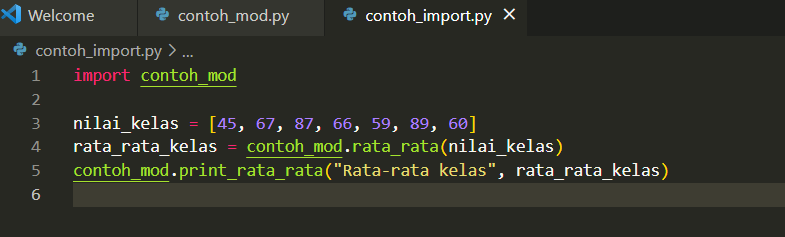 Welcome contoh_mod.py contoh_import.py
contoh_import.py > ...
1 import contoh_mod
2
3 nilai_kelas = [45, 67, 87, 66, 59, 89, 60]
4 rata_rata_kelas = contoh_mod.rata_rata(nilai_kelas)
5 contoh_mod.print_rata_rata("Rata-rata kelas", rata_rata_kelas)
6